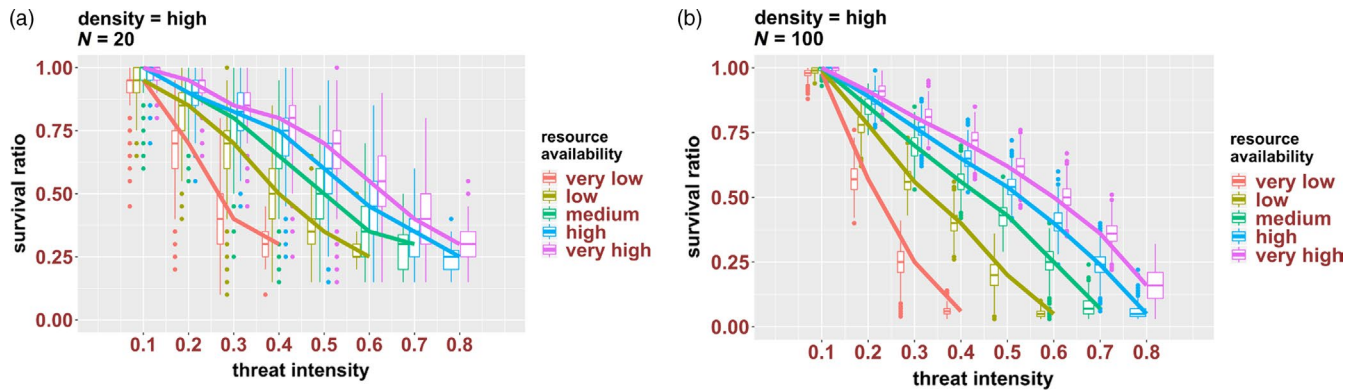 (a)
density = high
N = 20
survival ratio
1.00
0.75
0.50
0.25
0.00
0.1 0.2 0.3 0.4 0.5 0.6 0.7 0.8
threat intensity
resource
availability
very low
low
medium
high
very high
(b)
density = high
N = 100
survival ratio
1.00
0.75
0.50
0.25
0.00
0.1 0.2 0.3 0.4 0.5 0.6 0.7 0.8
threat intensity
resource
availability
very low
low
medium
high
very high